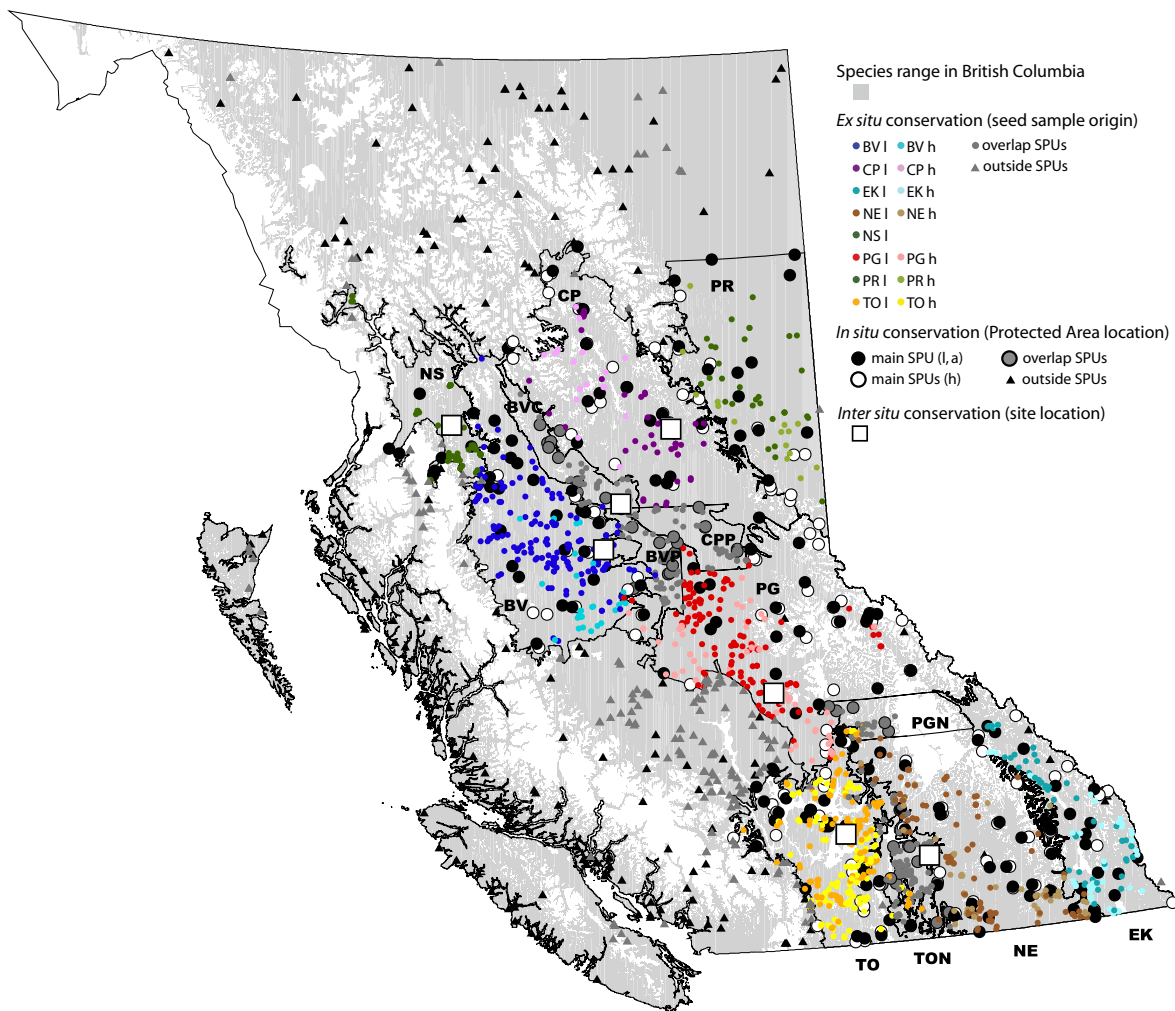 Species range in British Columbia
Ex situ conservation (seed sample origin)
BV l BV h overlap SPUs
CP l CP h outside SPUs
EK l EK h
NE l NE h
NS l
PG l PG h
PR l PR h
TO l TO h
In situ conservation (Protected Area location)
main SPU (l, a) overlap SPUs
main SPUs (h) outside SPUs
Inter situ conservation (site location)
CP
PR
NS
BVC
CPP
BVP
PG
BV
PGN
TO
TON
NE
EK